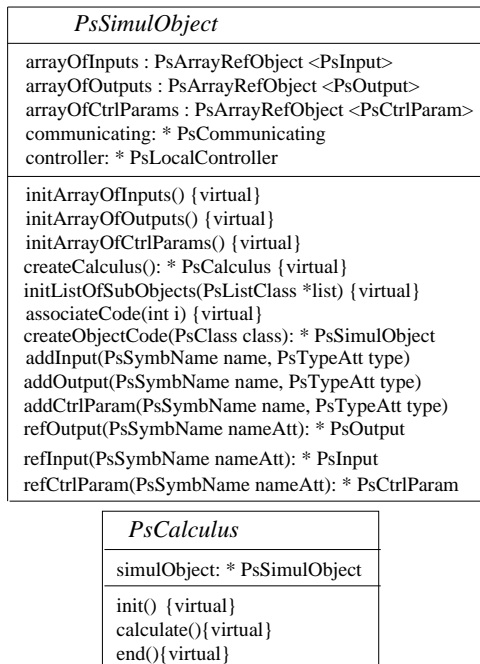 PsSimulObject
arrayOfInputs : PsArrayRefObject <PsInput>
arrayOfOutputs : PsArrayRefObject <PsOutput>
arrayOfCtrlParams : PsArrayRefObject <PsCtrlParam>
communicating: * PsCommunicating
controller: * PsLocalController
initArrayOfInputs() {virtual}
initArrayOfOutputs() {virtual}
initArrayOfCtrlParams() {virtual}
createCalculus(): * PsCalculus {virtual}
initListOfSubObjects(PsListClass *list) {virtual}
associateCode(int i) {virtual}
createObjectCode(PsClass class): * PsSimulObject
addInput(PsSymbName name, PsTypeAtt type)
addOutput(PsSymbName name, PsTypeAtt type)
addCtrlParam(PsSymbName name, PsTypeAtt type)
refOutput(PsSymbName nameAtt): * PsOutput
refInput(PsSymbName nameAtt): * PsInput
refCtrlParam(PsSymbName nameAtt): * PsCtrlParam
PsCalculus
simulObject: * PsSimulObject
init() {virtual}
calculate(){virtual}
end(){virtual}